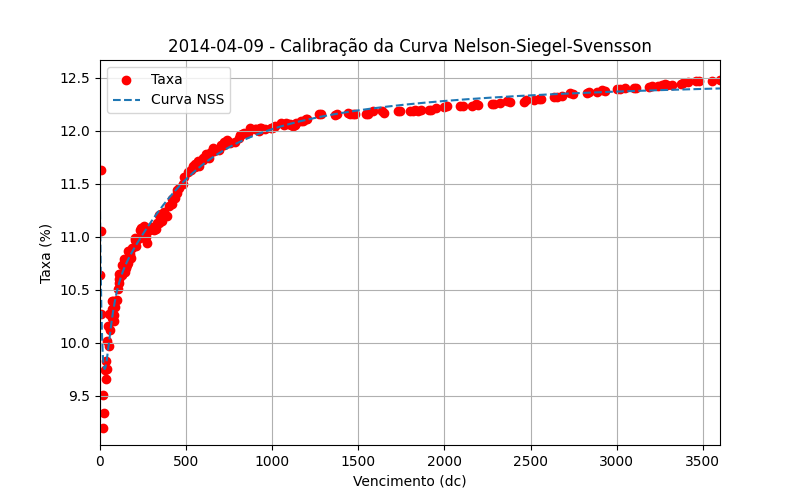 2014-04-09 - Calibração da Curva Nelson-Siegel-Svensson
Taxa
Curva NSS
Taxa (%)
12.5
12.0
11.5
11.0
10.5
10.0
9.5
0 500 1000 1500 2000 2500 3000 3500
Vencimento (dc)